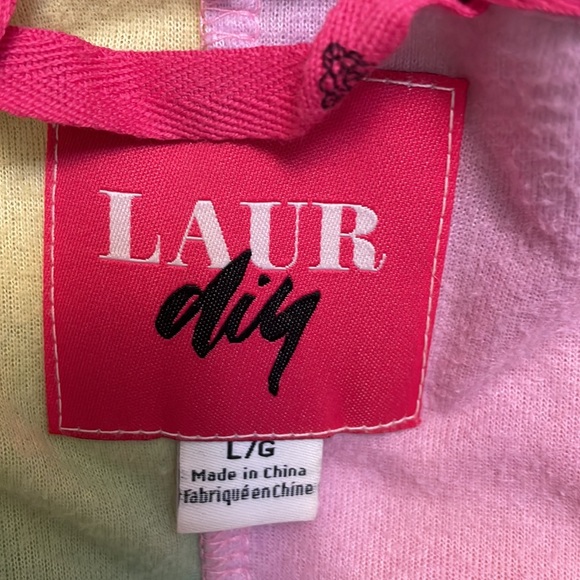 LAUR
diy
L/G
Made in China
Fabriqué en Chine